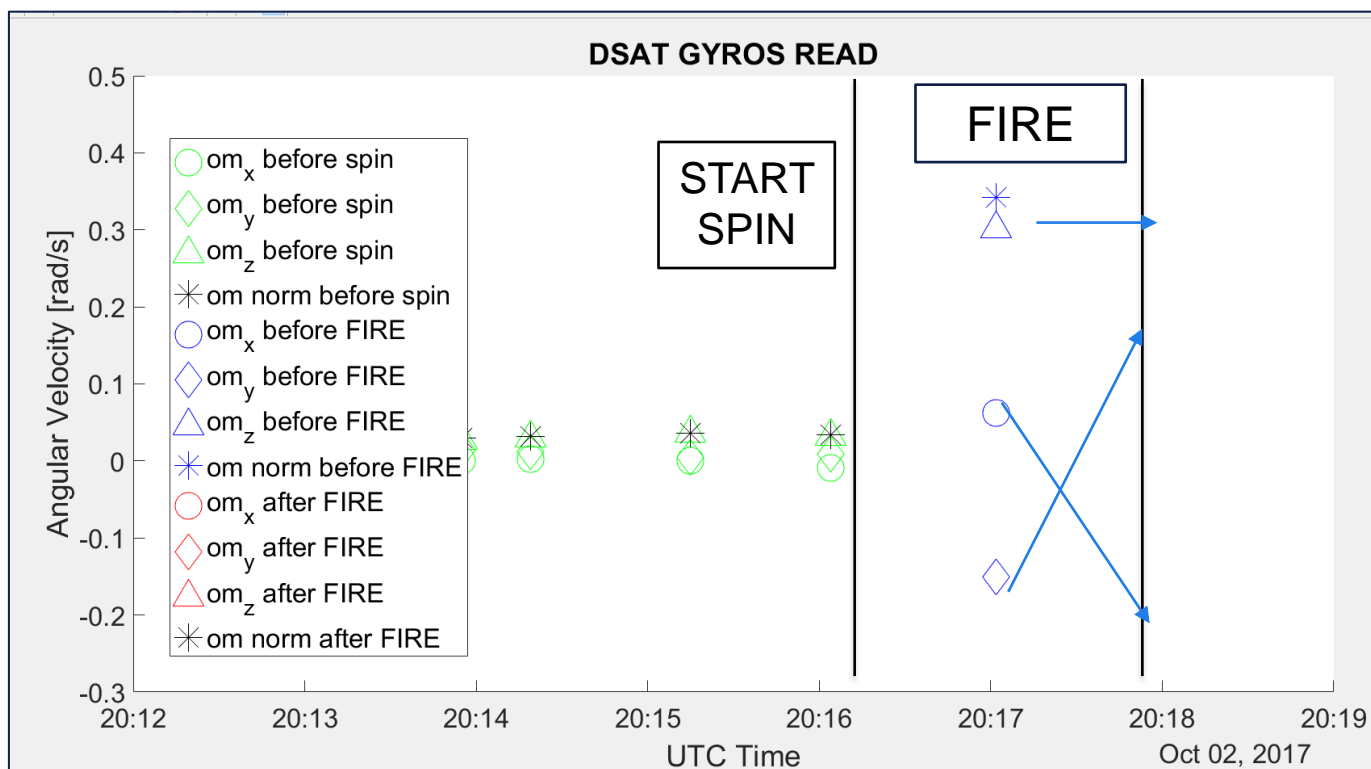 DSAT GYROS READ
0.5
0.4
0.3
0.2
0.1
0
-0.1
-0.2
-0.3
Angular Velocity [rad/s]
om_x before spin
om_y before spin
om_z before spin
om norm before spin
om_x before FIRE
om_y before FIRE
om_z before FIRE
om norm before FIRE
om_x after FIRE
om_y after FIRE
om_z after FIRE
om norm after FIRE
START
SPIN
FIRE
20:12 20:13 20:14 20:15 20:16 20:17 20:18 20:19
UTC Time
Oct 02, 2017